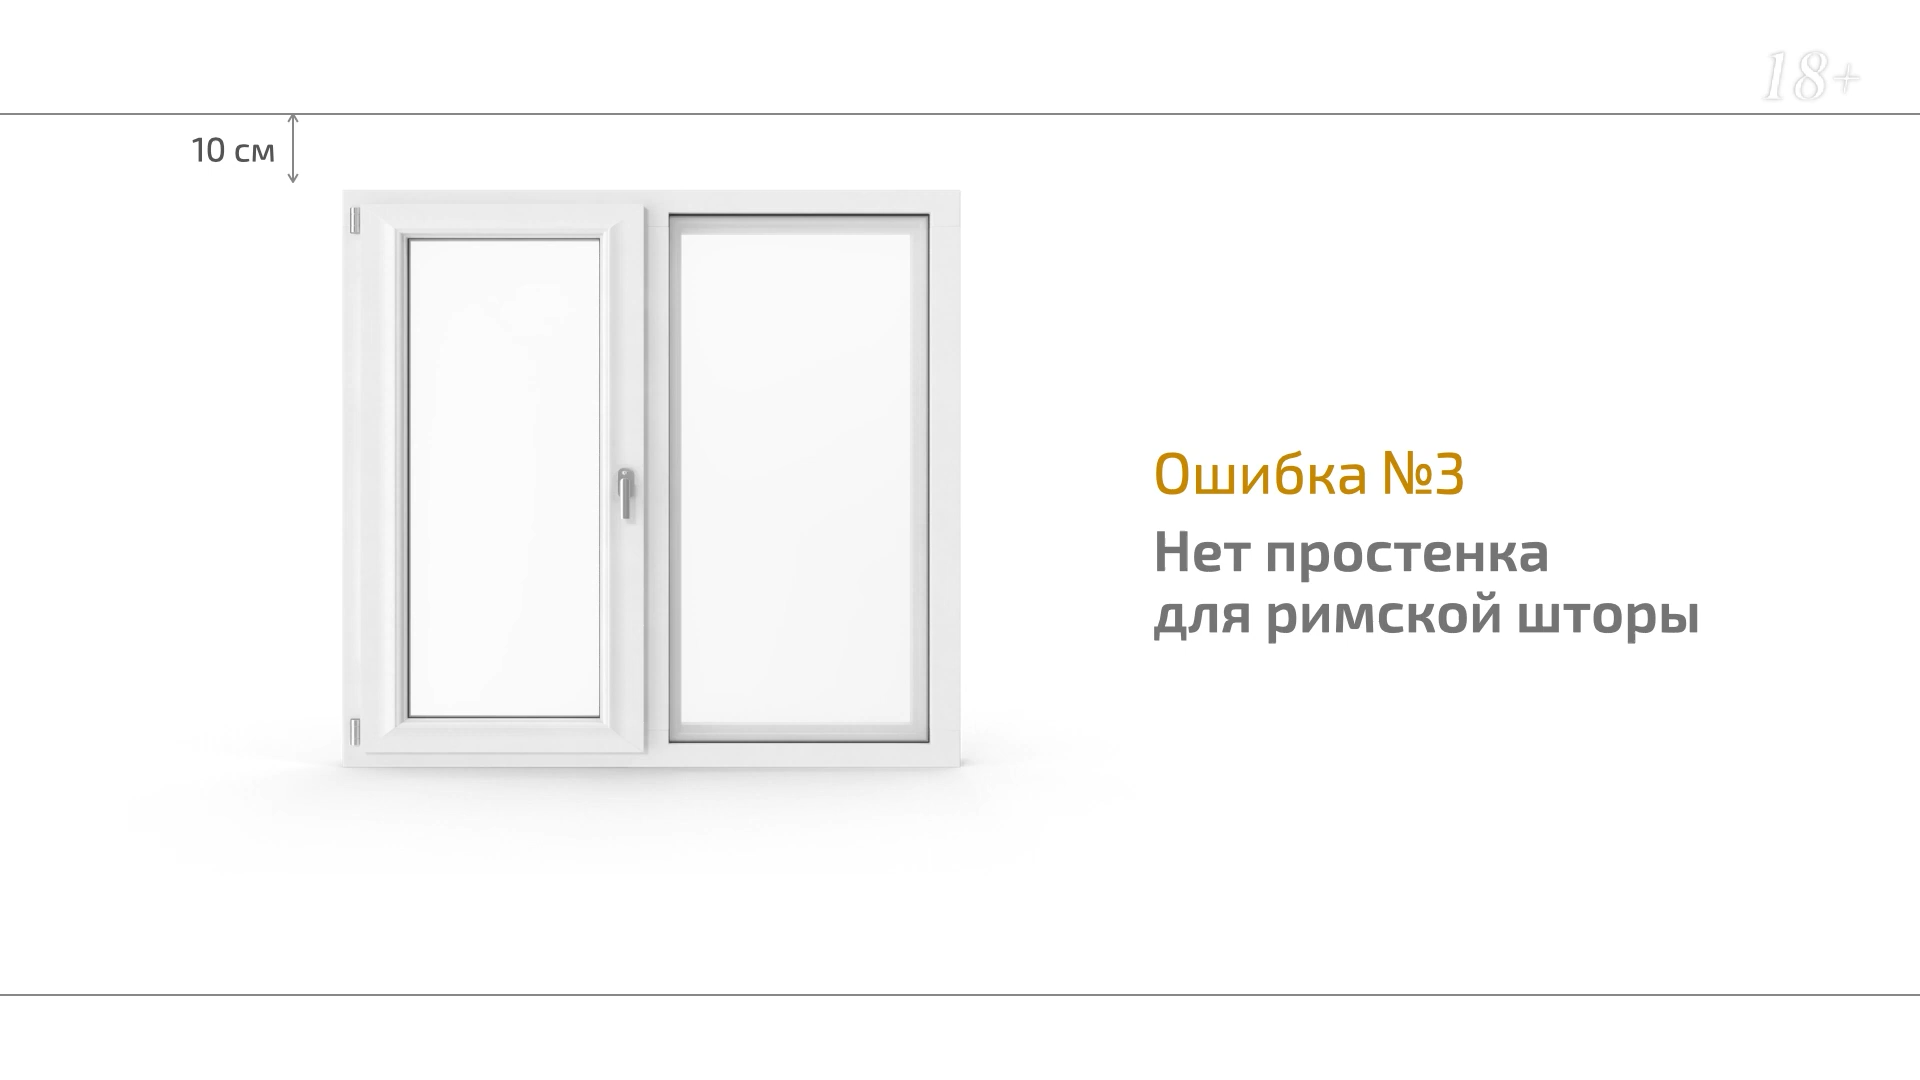 18+
10 см
Ошибка №3
Нет простенка
для римской шторы